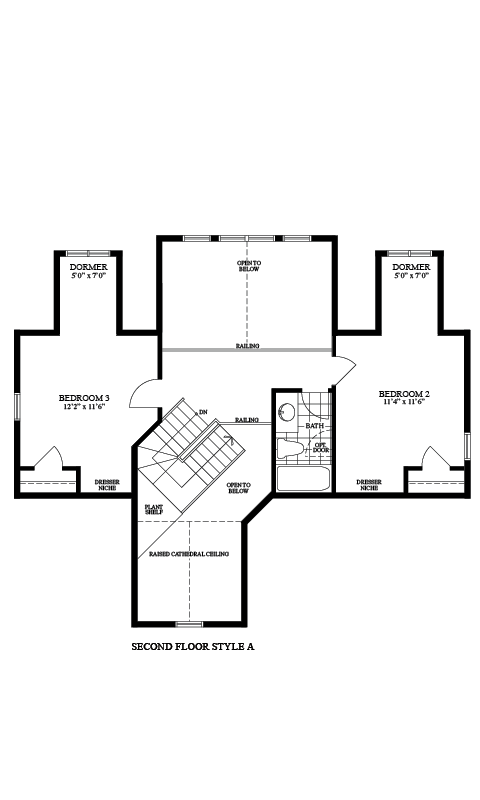 DORMER
5'0" x 7'0"
OPEN TO
BELOW
DORMER
5'0" x 7'0"
RAILING
BEDROOM 3
12'2" x 11'6"
BEDROOM 2
11'4" x 11'6"
DN
RAILING
BATH
OPT.
DOOR
DRESSER
NICHE
OPEN TO
BELOW
DRESSER
NICHE
PLANT
SHELF
RAISED CATHEDRAL CEILING
SECOND FLOOR STYLE A